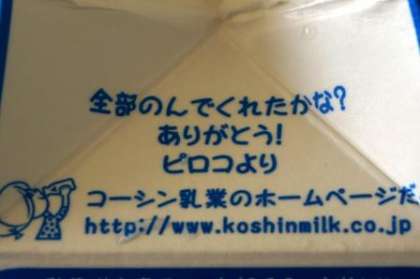 全部のんでくれたかな?
ありがとう!
ピロコより
コーシン乳業のホームページだ
http://www.koshinmilk.co.jp